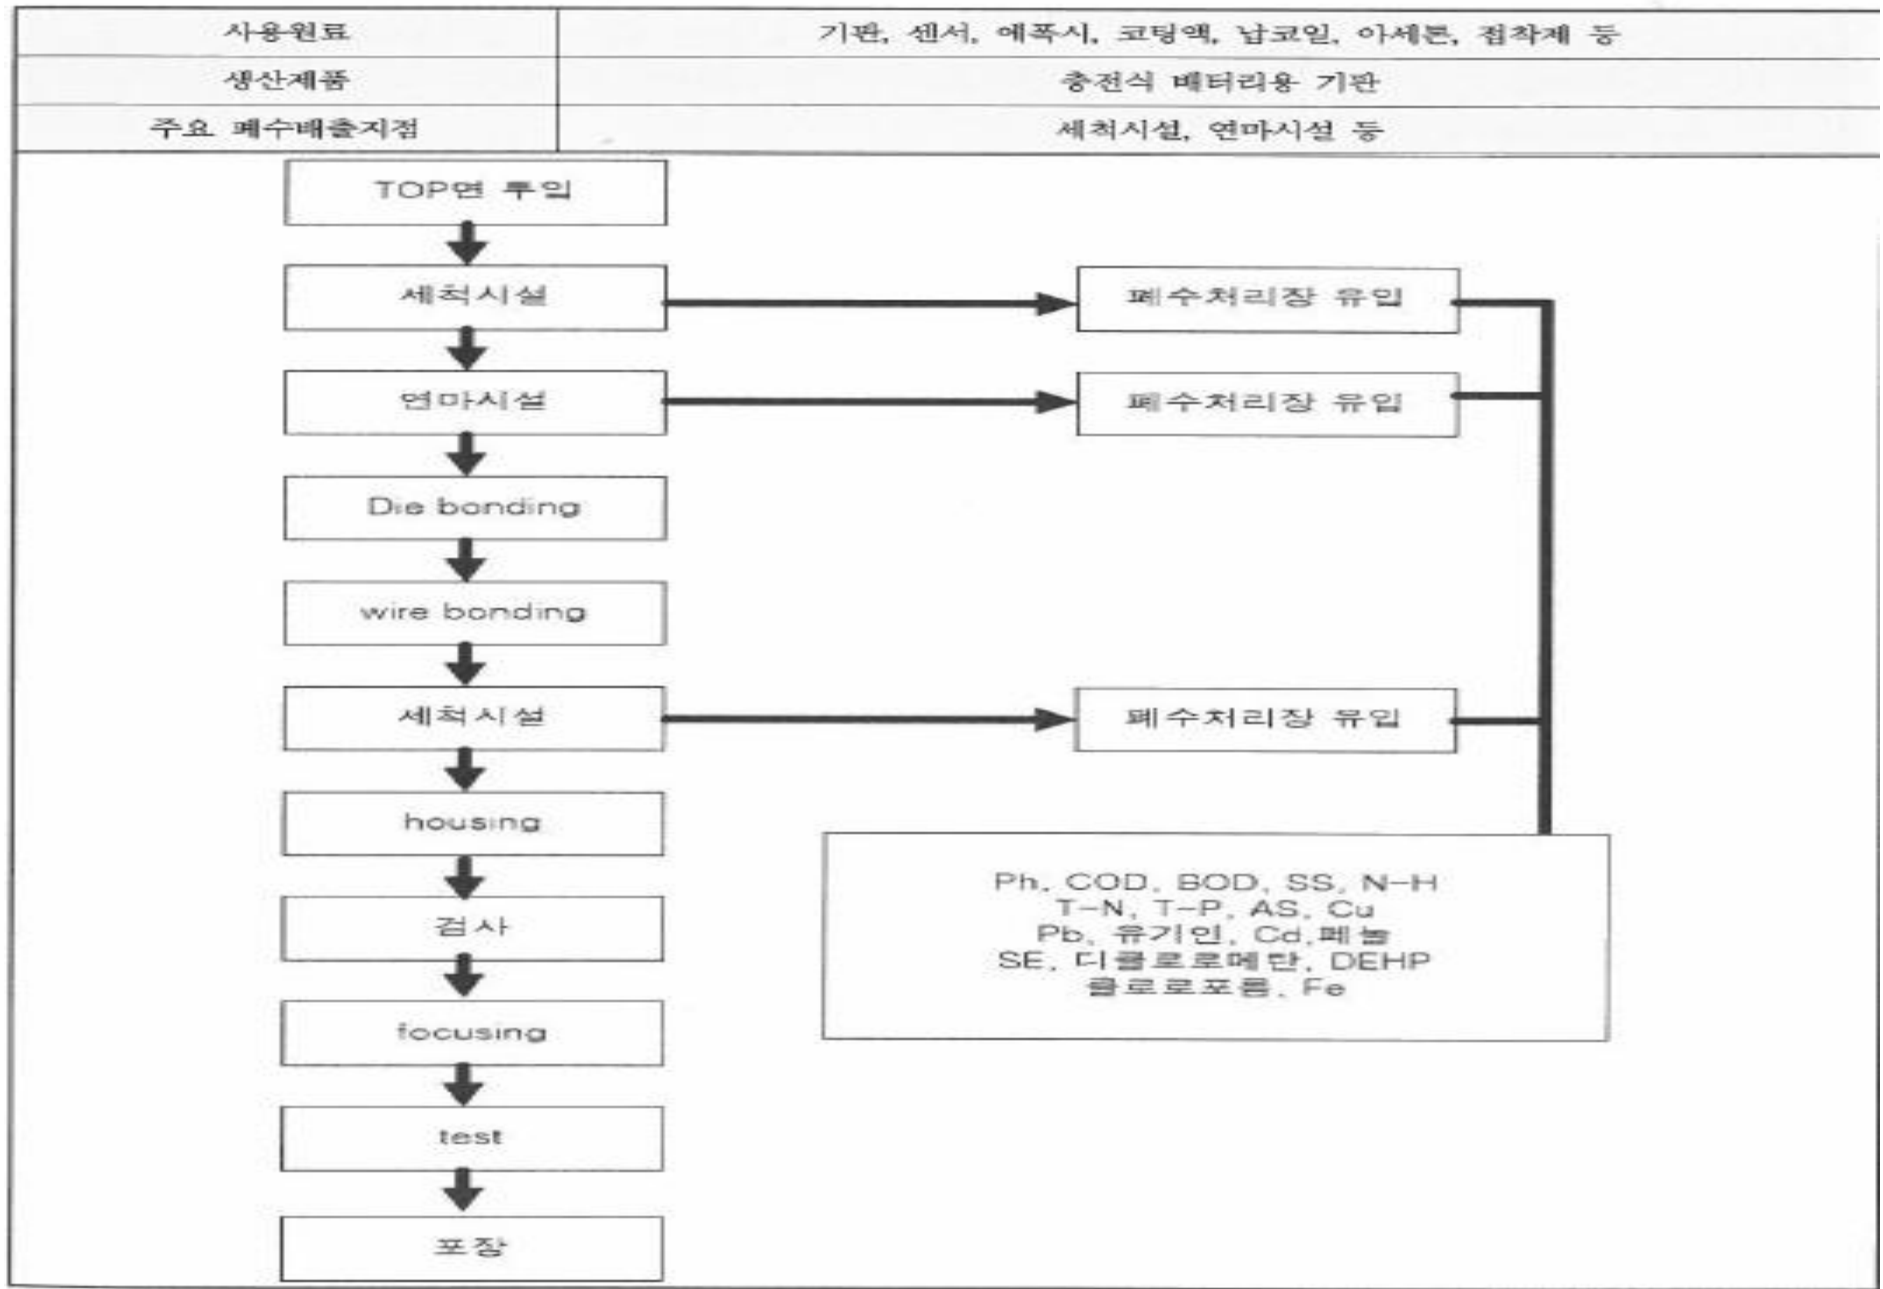 사용원료 기판, 센서, 에폭시, 코팅액, 납코일, 아세톤, 접착제 등
생산제품 충전식 배터리용 기판
주요 폐수배출지점 세척시설, 연마시설 등
TOP면 투입
세척시설 폐수처리장 유입
연마시설 폐수처리장 유입
Die bonding
wire bonding
세척시설 폐수처리장 유입
housing
Ph, COD, BOD, SS, N-H
T-N, T-P, AS, Cu
Pb, 유기인, Cd,페놀
SE, 디클로로메탄, DEHP
클로로포름, Fe
검사
focusing
test
포장